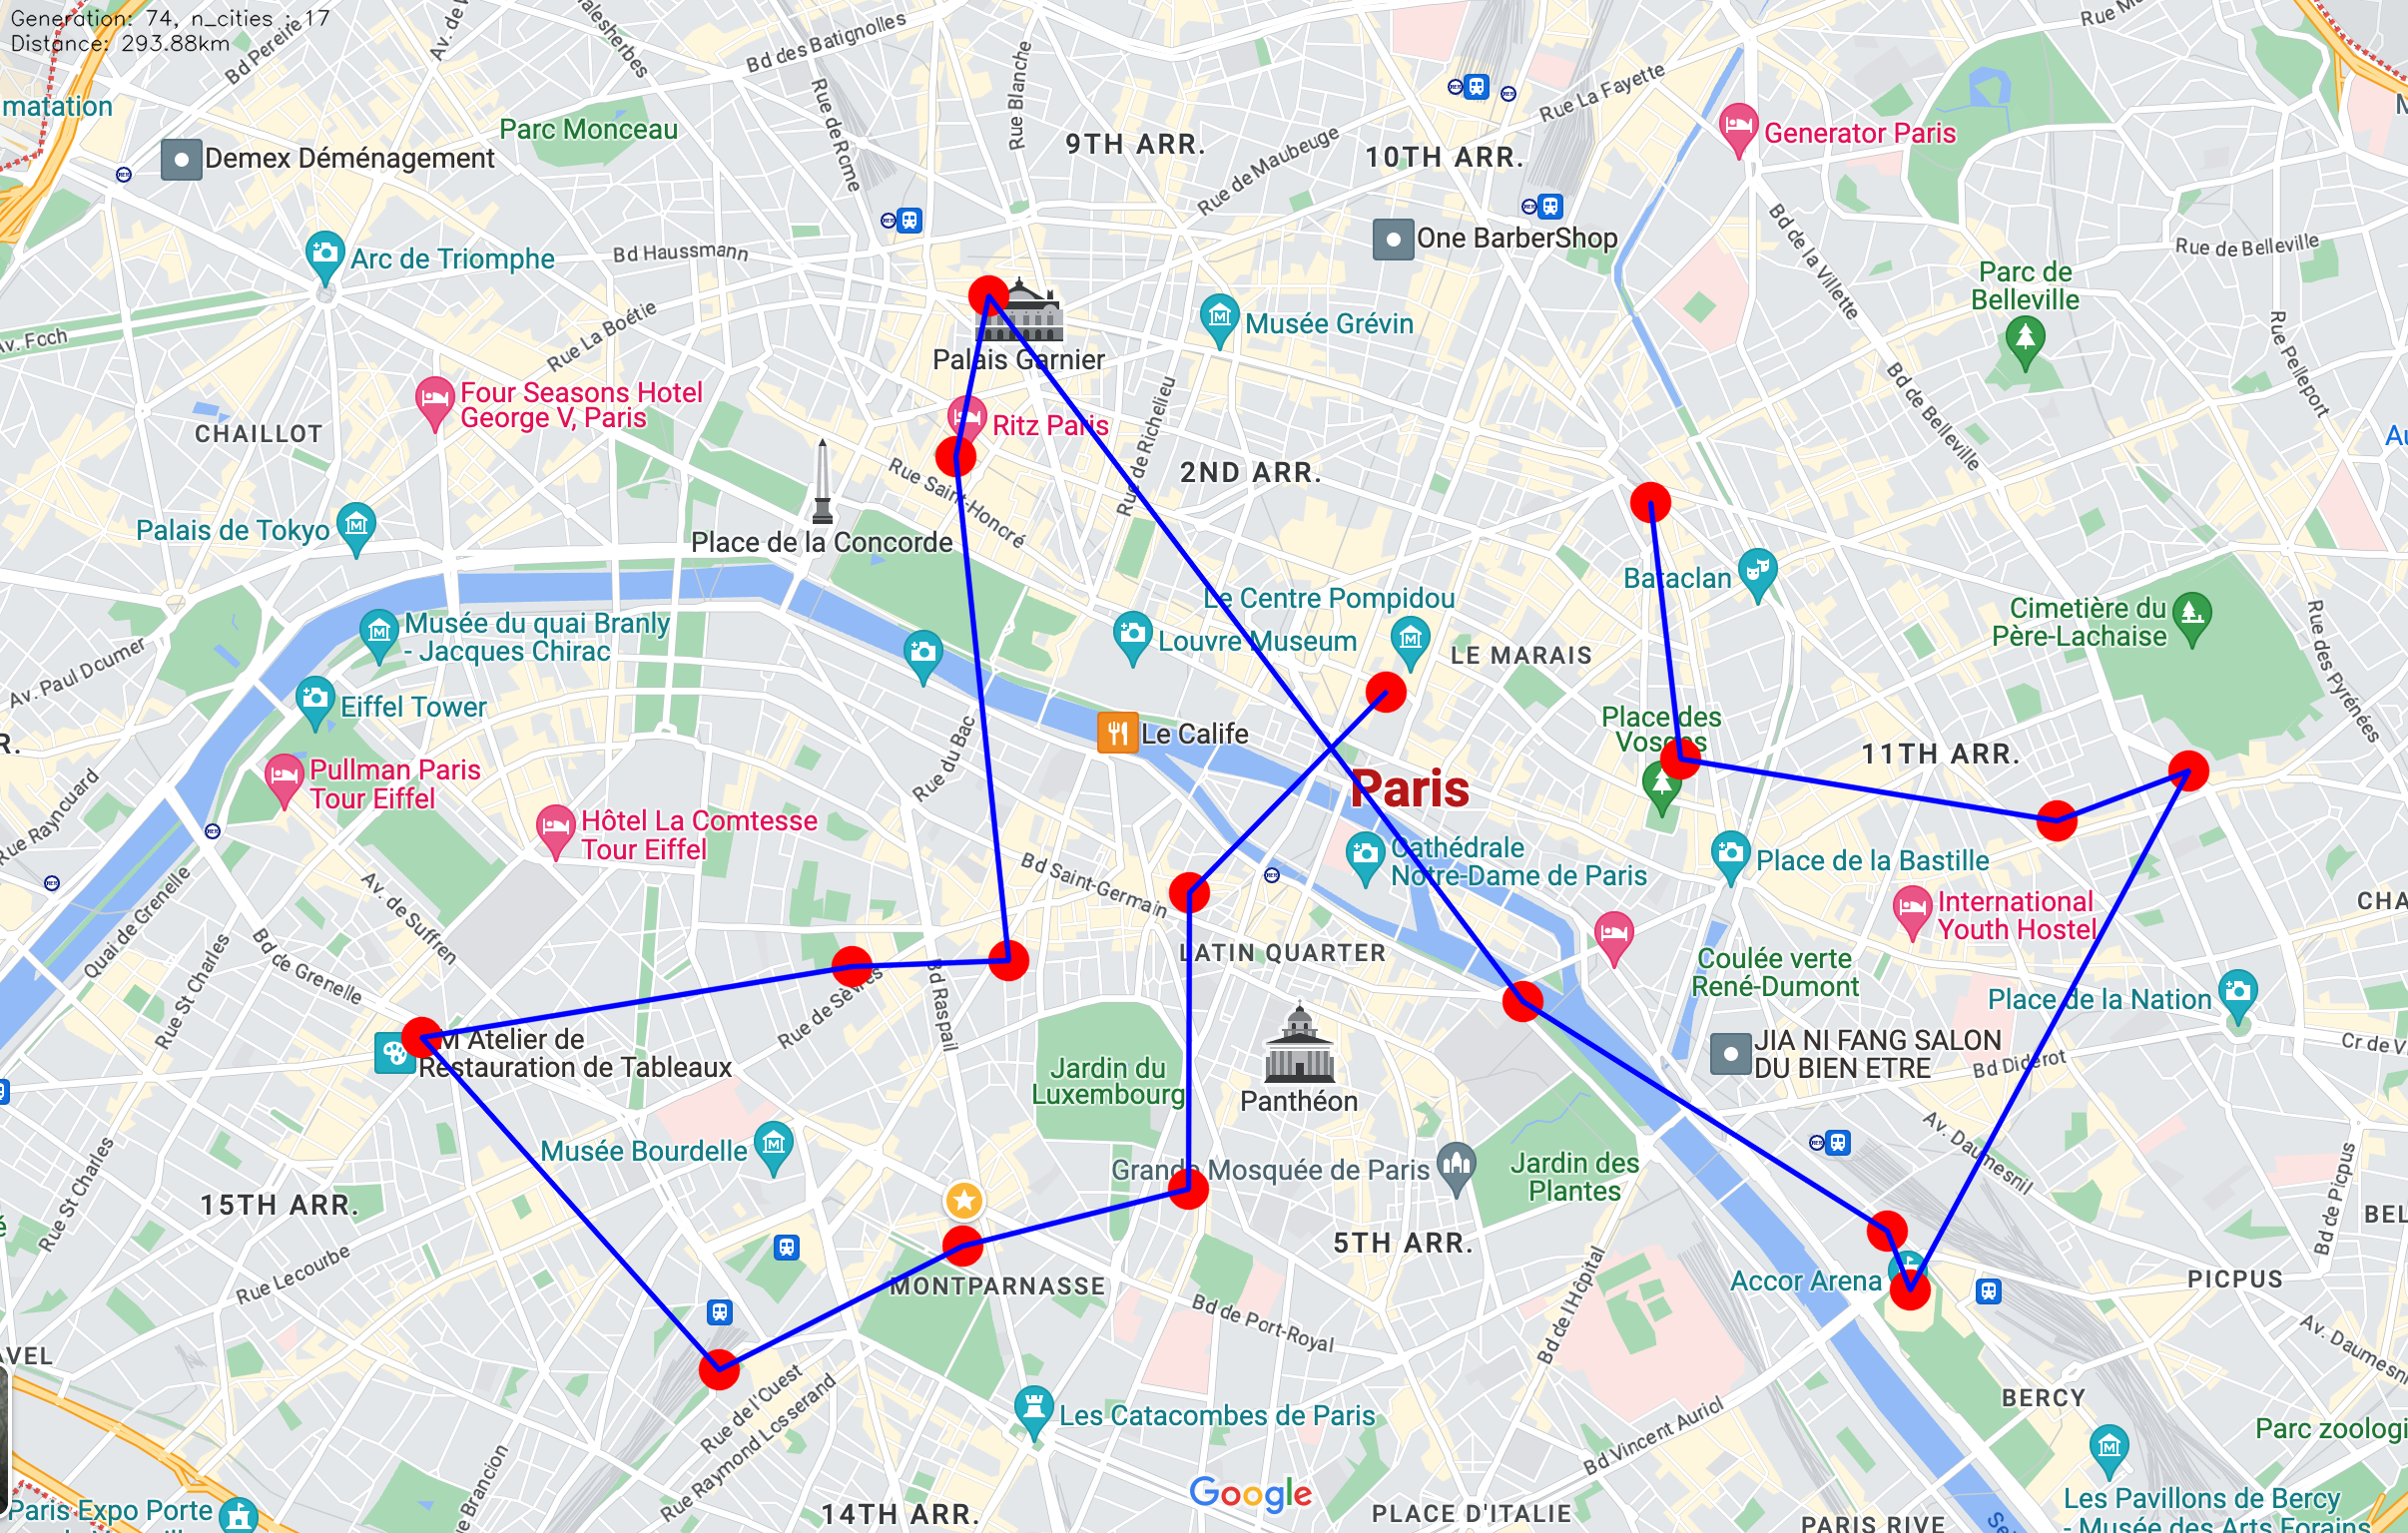 Generation: 74, n_cities : 17
Distance: 293.88km
Bd Pereire
Bd des Batignolles
Rue Blanche
Rue de Rome
matation
Parc Monceau
9TH ARR.
10TH ARR.
Rue La Fayette
Rue de Maubeuge
Generator Paris
Demex Déménagement
Bd de la Villette
One BarberShop
Rue de Belleville
Arc de Triomphe
Bd Haussmann
Parc de
Belleville
Av. Foch
Rue La Boétie
Musée Grévin
Rue Pelleport
Palais Garnier
Four Seasons Hotel
George V, Paris
Ritz Paris
Rue de Richelieu
Bd de Belleville
CHAILLOT
2ND ARR.
Rue Saint-Honoré
Palais de Tokyo
Place de la Concorde
Bataclan
Le Centre Pompidou
Cimetière du
Père-Lachaise
Musée du quai Branly
- Jacques Chirac
Louvre Museum
LE MARAIS
Rue des Pyrénées
Av. Paul Doumer
Eiffel Tower
Place des
Vosges
Le Calife
11TH ARR.
Rue du Bac
Pullman Paris
Tour Eiffel
Paris
Rue Raynouard
Hôtel La Comtesse
Tour Eiffel
Cathédrale
Notre-Dame de Paris
Place de la Bastille
Bd Saint-Germain
International
Youth Hostel
CHA
Quai de Grenelle
Av. de Suffren
LATIN QUARTER
Coulée verte
René-Dumont
Bd de Grenelle
Rue St Charles
Bd Raspail
Rue de Sèvres
Place de la Nation
M Atelier de
Restauration de Tableaux
JIA NI FANG SALON
DU BIEN ETRE
Bd Diderot
Cr de V
Jardin du
Luxembourg
Panthéon
Av. Daumesnil
Musée Bourdelle
Grande Mosquée de Paris
Jardin des
Plantes
Rue St Charles
15TH ARR.
Bd de Picpus
BEL
5TH ARR.
Rue Lecourbe
MONTPARNASSE
Accor Arena
PICPUS
Bd de Port-Royal
Bd de l'Hôpital
AVEL
Av. Daumesni
BERCY
Rue de l'Ouest
Les Catacombes de Paris
Parc zoologi
Rue Raymond Losserand
Bd Vincent Auriol
Google
Paris Expo Porte
14TH ARR.
PLACE D'ITALIE
PARIS RIVE
Les Pavillons de Bercy
- Musée des Arts Forains